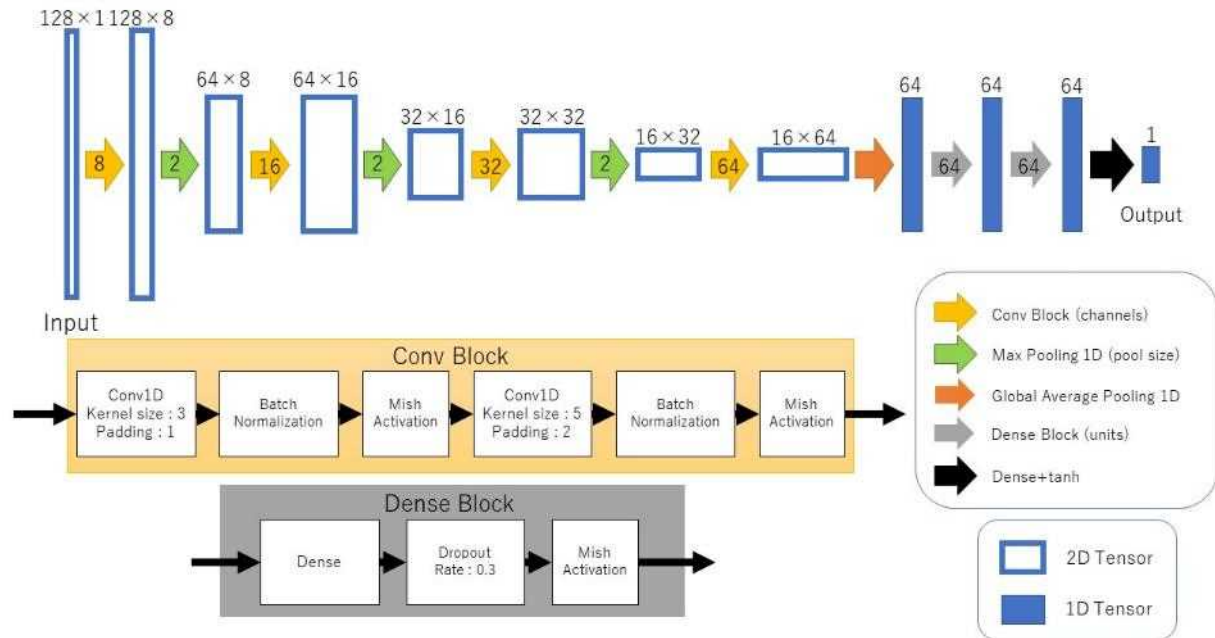 128×1 128×8
64×8
64×16
32×16
32×32
16×32
16×64
64
64
64
1
8
2
16
2
32
2
64
64
64
Input
Output
Conv Block
Conv1D
Kernel size : 3
Padding : 1
Batch
Normalization
Mish
Activation
Conv1D
Kernel size : 5
Padding : 2
Batch
Normalization
Mish
Activation
Dense Block
Dense
Dropout
Rate : 0.3
Mish
Activation
Conv Block (channels)
Max Pooling 1D (pool size)
Global Average Pooling 1D
Dense Block (units)
Dense+tanh
2D Tensor
1D Tensor